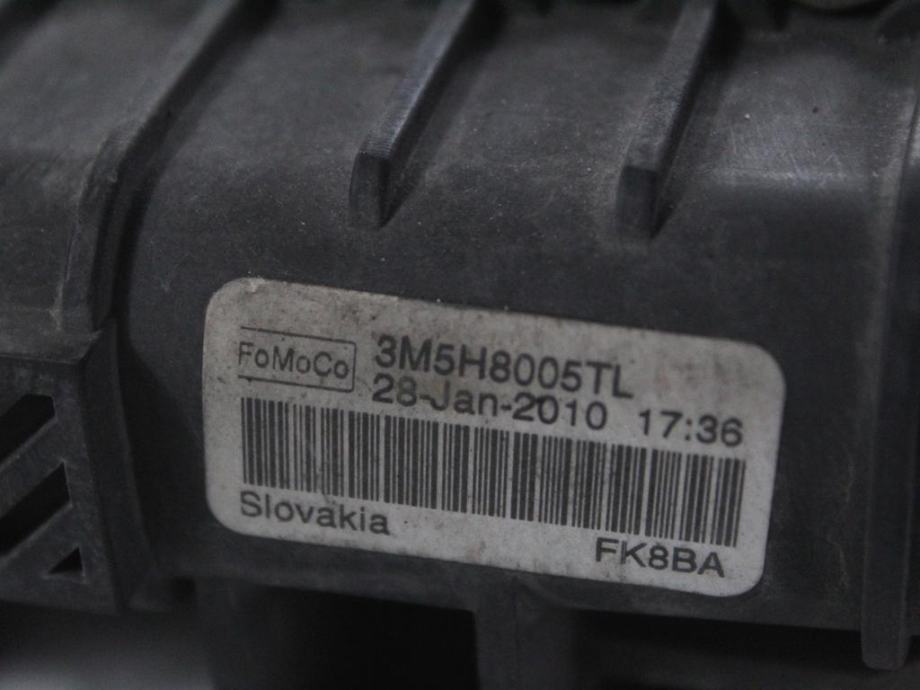 FoMoCo 3M5H8005TL
28-Jan-2010 17:36
Slovakia
FK8BA